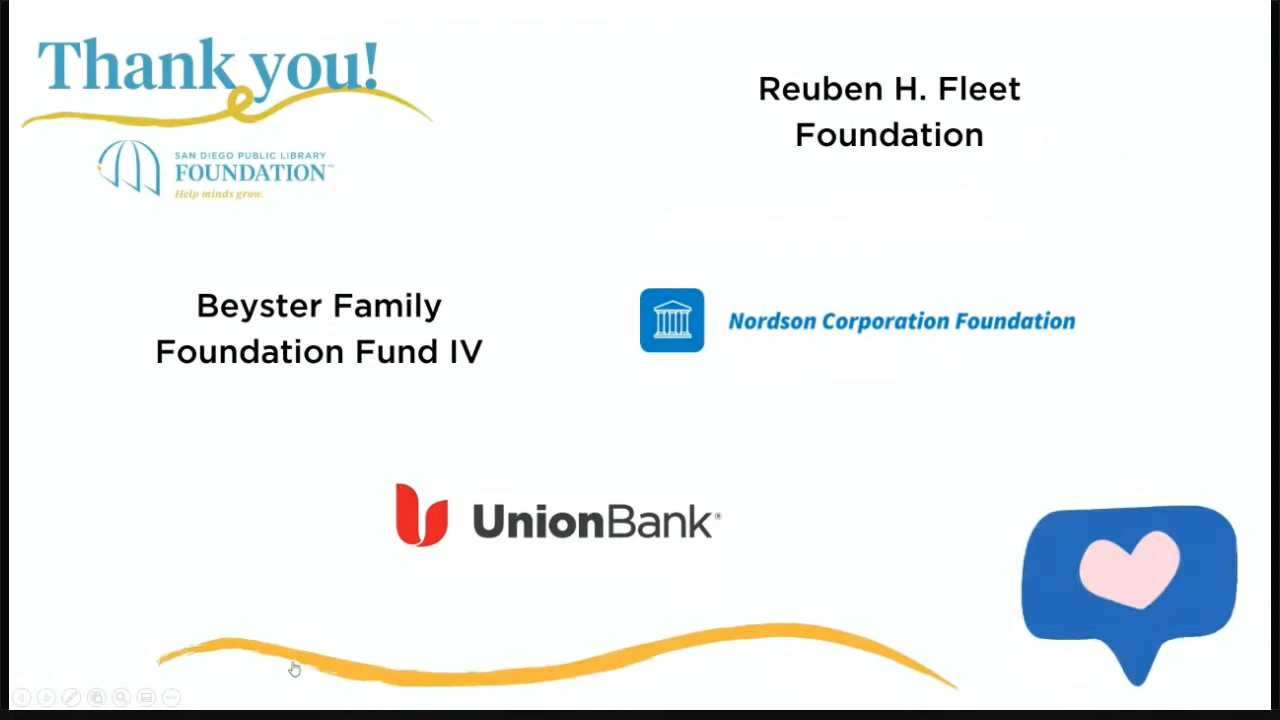 Thank you!
SAN DIEGO PUBLIC LIBRARY
FOUNDATION™
Help minds grow.
Reuben H. Fleet
Foundation
Beyster Family
Foundation Fund IV
Nordson Corporation Foundation
UnionBank®